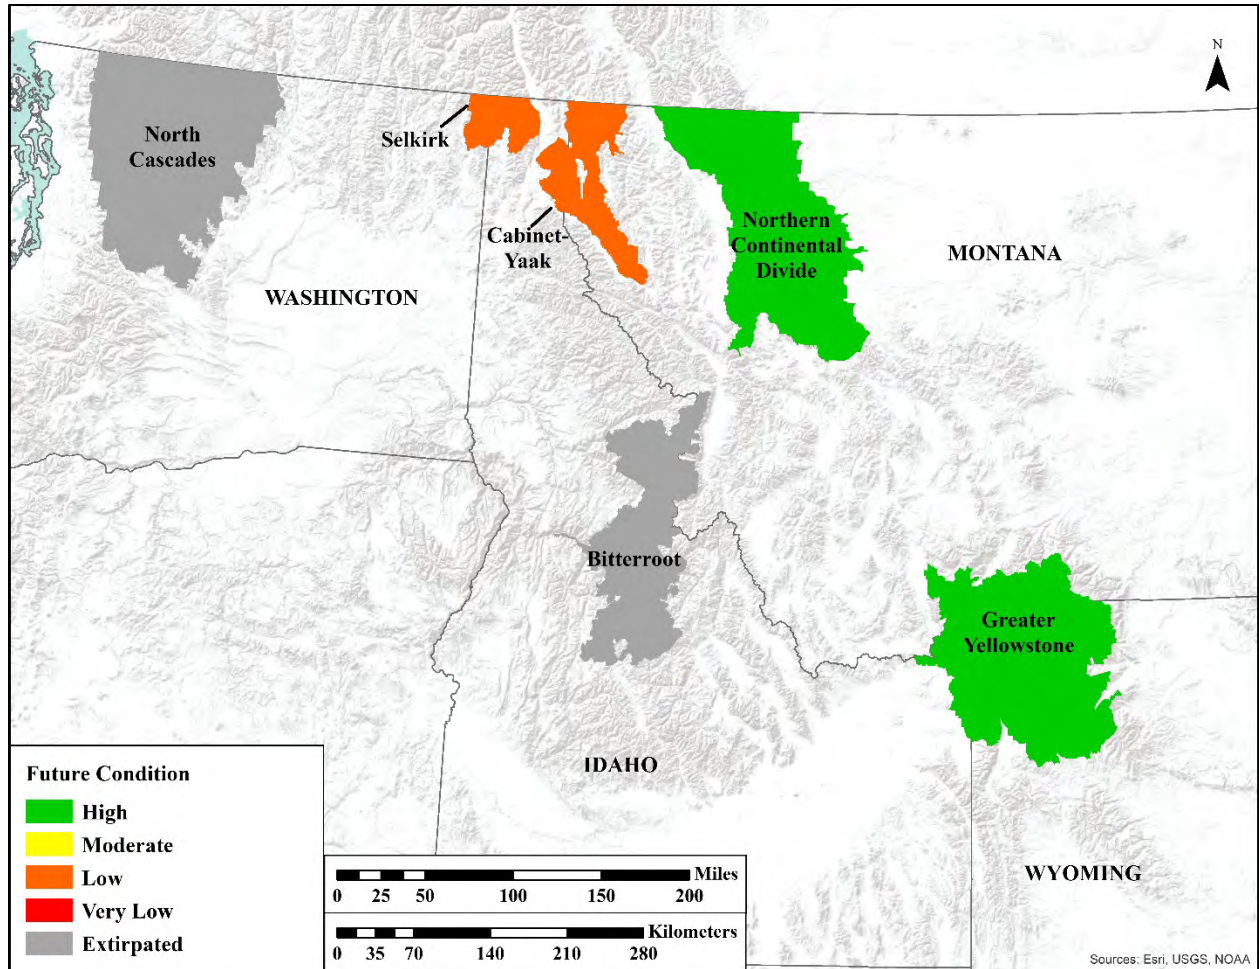 N
North
Cascades
Selkirk
Cabinet-
Yaak
Northern
Continental
Divide
MONTANA
WASHINGTON
Bitterroot
Greater
Yellowstone
IDAHO
WYOMING
Future Condition
High
Moderate
Low
Very Low
Extirpated
Miles
0 25 50 100 150 200
Kilometers
0 35 70 140 210 280
Sources: Esri, USGS, NOAA